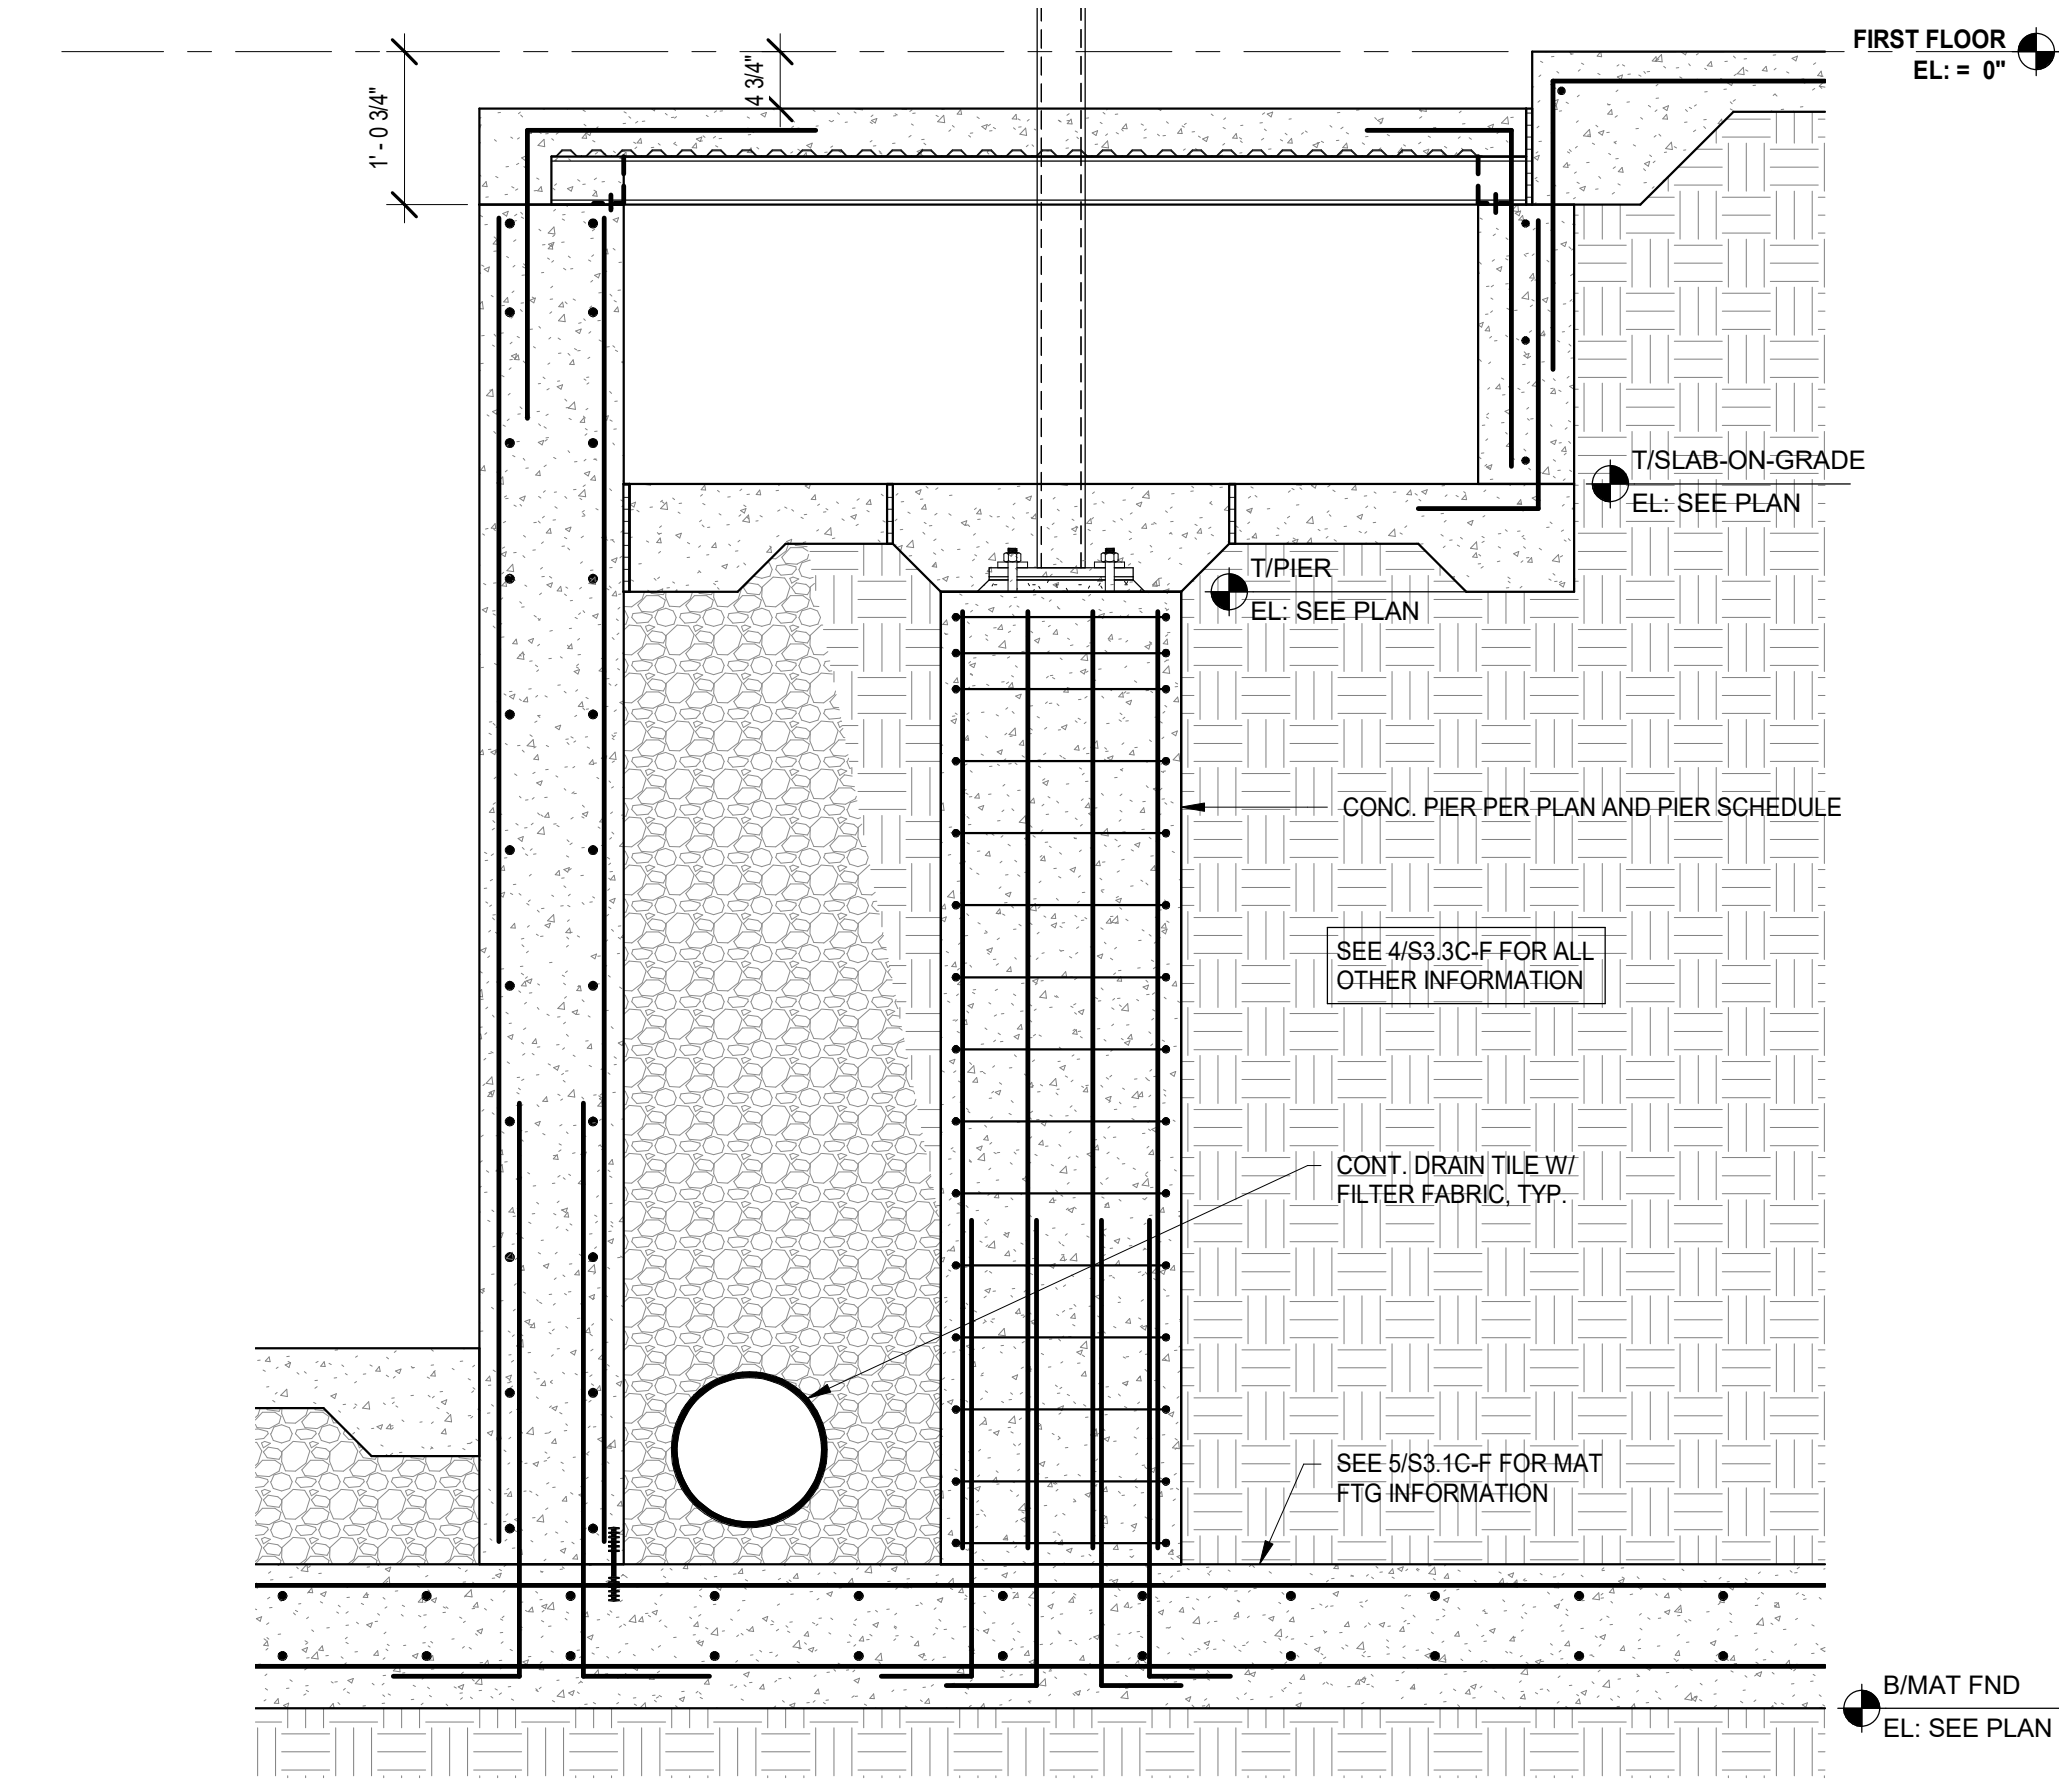 FIRST FLOOR
EL: = 0"
1' - 0 3/4"
4 3/4"
T/SLAB-ON-GRADE
EL: SEE PLAN
T/PIER
EL: SEE PLAN
CONC. PIER PER PLAN AND PIER SCHEDULE
SEE 4/S3.3C-F FOR ALL
OTHER INFORMATION
CONT. DRAIN TILE W/
FILTER FABRIC, TYP.
SEE 5/S3.1C-F FOR MAT
FTG INFORMATION
B/MAT FND
EL: SEE PLAN